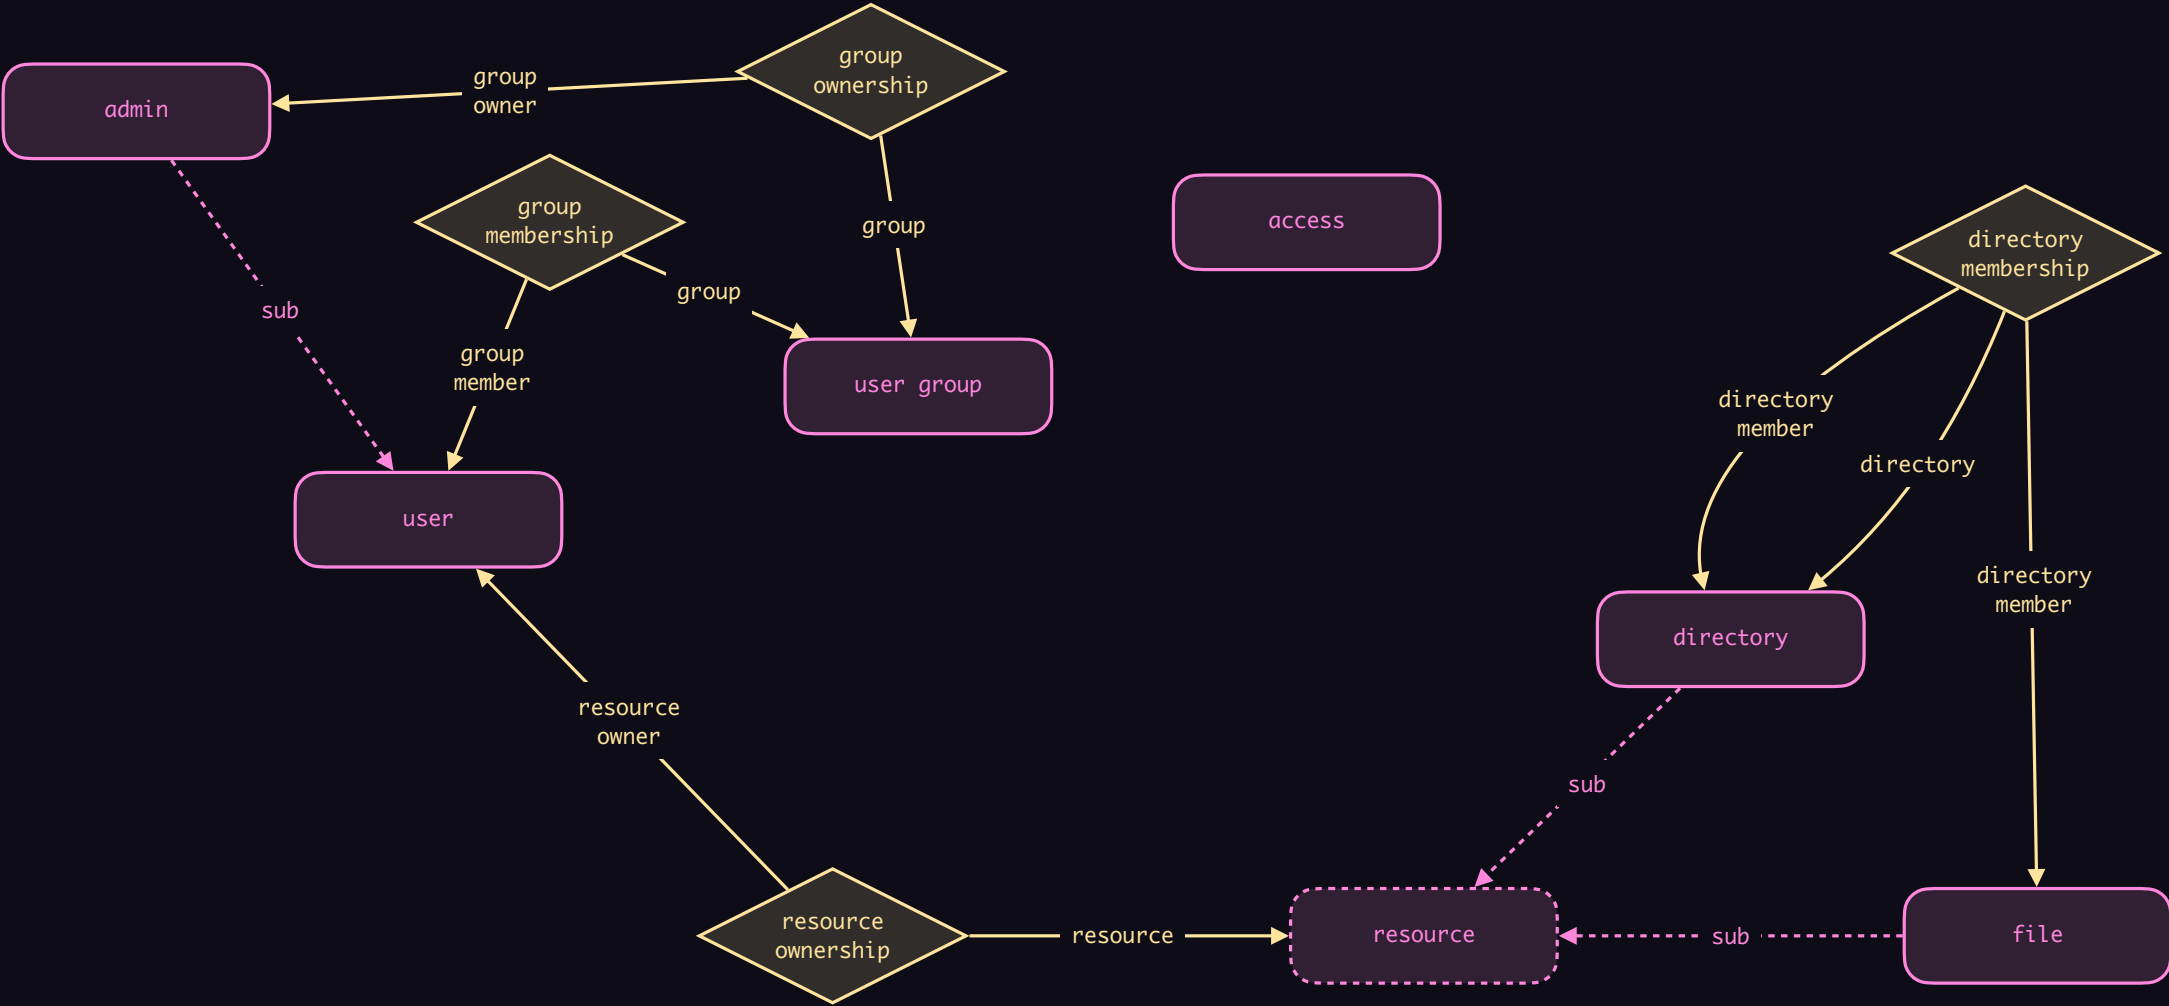 group
ownership
group
owner
admin
group
membership
group
access
directory
membership
group
sub
group
member
user group
directory
member
directory
user
directory
member
directory
resource
owner
sub
resource
ownership
resource
resource
sub
file